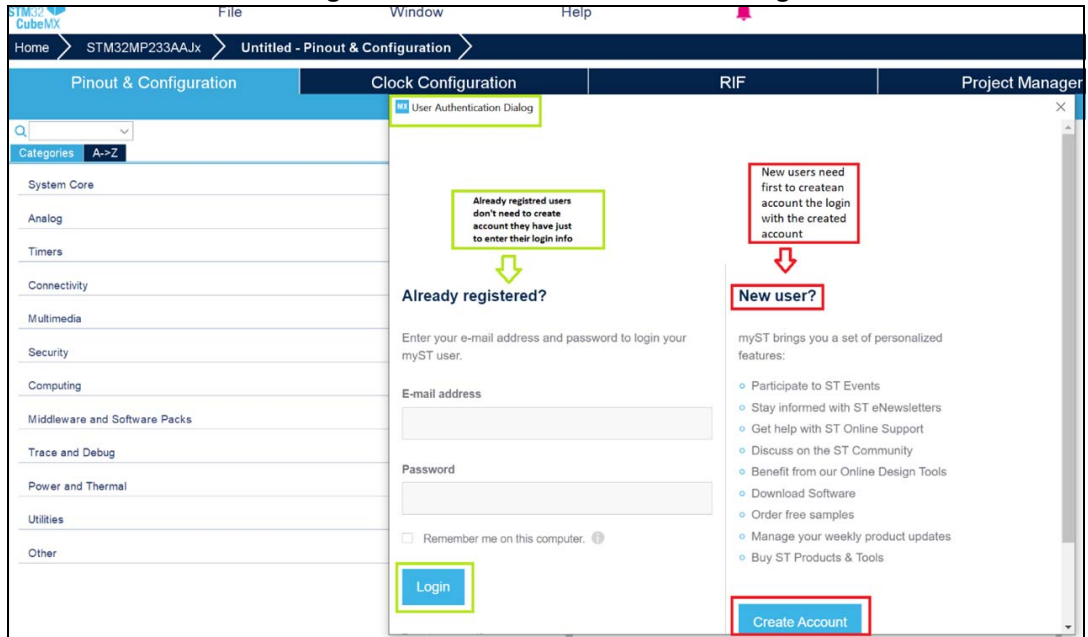 STM32
CubeMX
File
Window
Help
Home
STM32MP233AAJx
Untitled - Pinout & Configuration
Pinout & Configuration
Clock Configuration
RIF
Project Manager
MX User Authentication Dialog
Categories
A->Z
System Core
Analog
Timers
Connectivity
Multimedia
Security
Computing
Middleware and Software Packs
Trace and Debug
Power and Thermal
Utilities
Other
Already registred users
don't need to create
account they have just
to enter their login info
Already registered?
Enter your e-mail address and password to login your
myST user.
E-mail address
Password
Remember me on this computer.
Login
New users need
first to createan
account the login
with the created
account
New user?
myST brings you a set of personalized
features:
Participate to ST Events
Stay informed with ST eNewsletters
Get help with ST Online Support
Discuss on the ST Community
Benefit from our Online Design Tools
Download Software
Order free samples
Manage your weekly product updates
Buy ST Products & Tools
Create Account